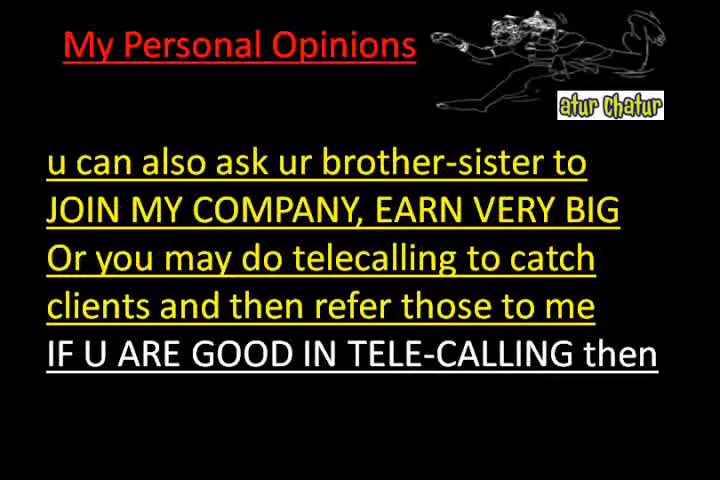 My Personal Opinions
atur Chatur
u can also ask ur brother-sister to
JOIN MY COMPANY, EARN VERY BIG
Or you may do telecalling to catch
clients and then refer those to me
IF U ARE GOOD IN TELE-CALLING then